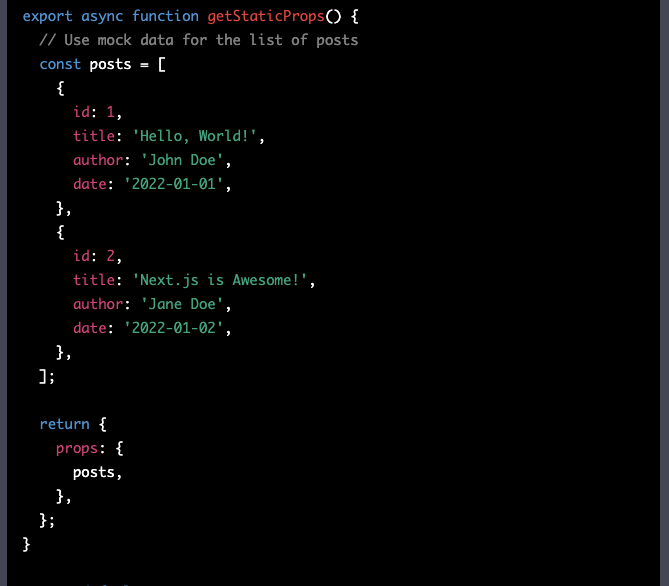 export async function getStaticProps() {
  // Use mock data for the list of posts
  const posts = [
    {
      id: 1,
      title: 'Hello, World!',
      author: 'John Doe',
      date: '2022-01-01',
    },
    {
      id: 2,
      title: 'Next.js is Awesome!',
      author: 'Jane Doe',
      date: '2022-01-02',
    },
  ];

  return {
    props: {
      posts,
    },
  };
}